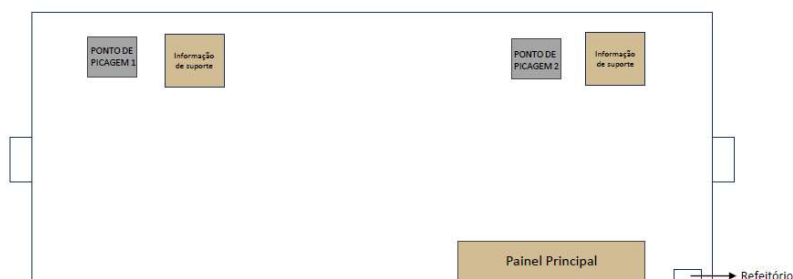 PONTO DE
PICAGEM 1
Informação
de suporte
PONTO DE
PICAGEM 2
Informação
de suporte
Painel Principal
Refeitório